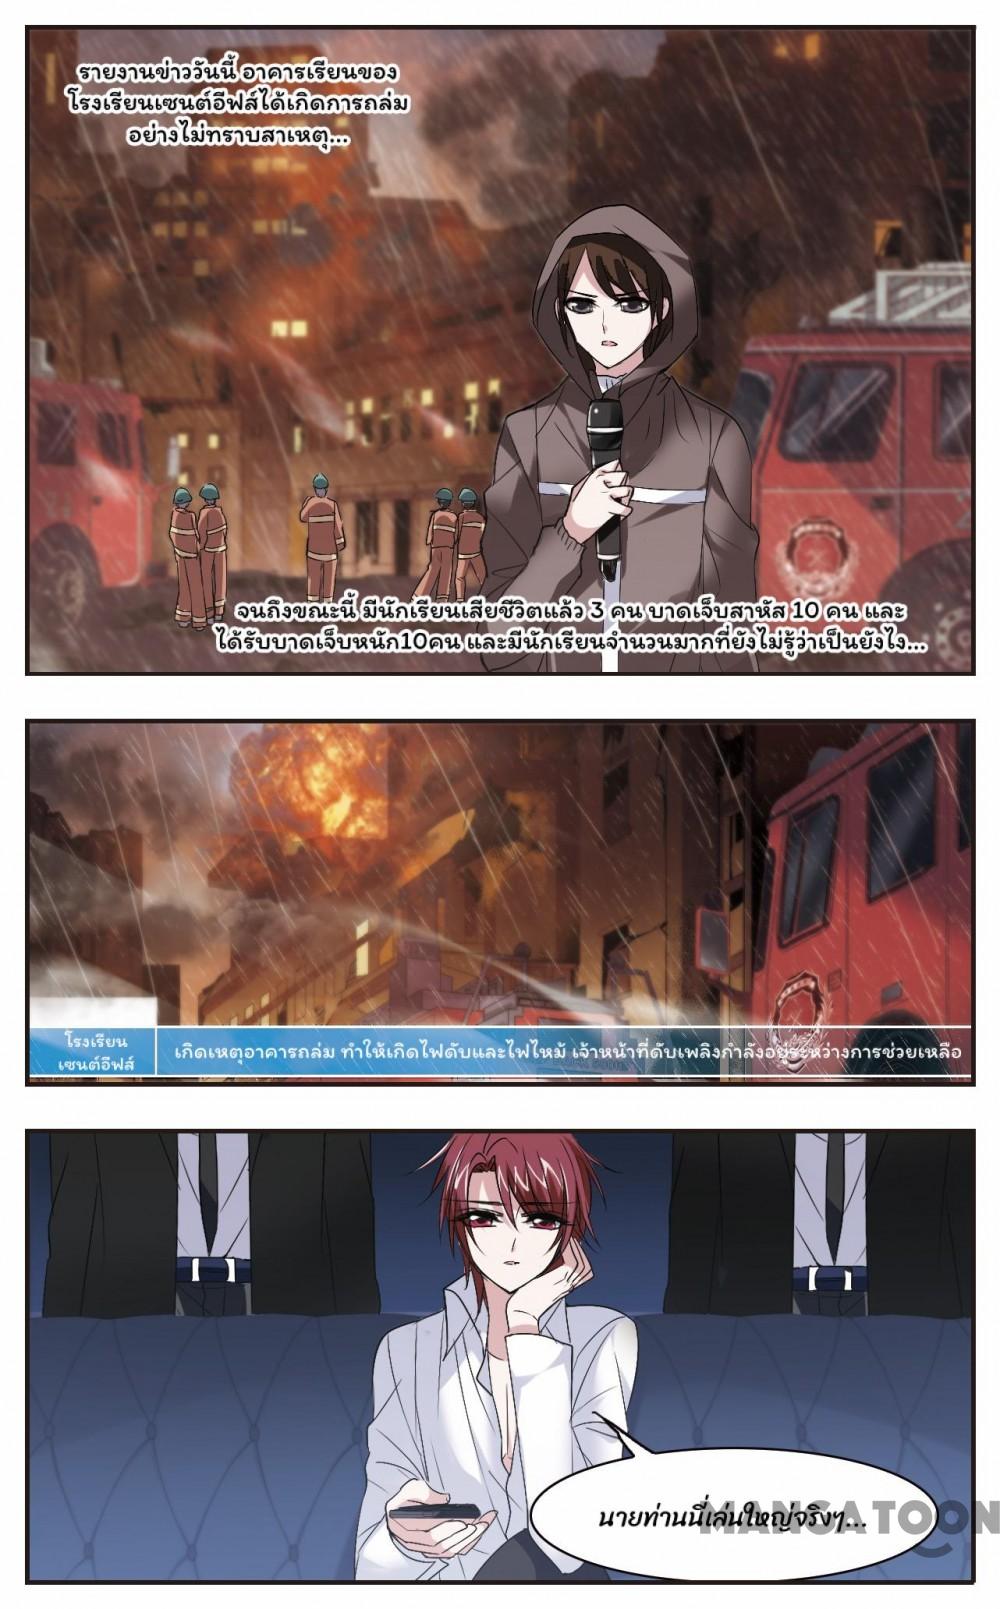 รายงานข่าววันนี้ อาคารเรียนของ
โรงเรียนเซนต์อีฟส์ได้เกิดการถล่ม
อย่างไม่ทราบสาเหตุ...
จนถึงขณะนี้ มีนักเรียนเสียชีวิตแล้ว 3 คน บาดเจ็บสาหัส 10 คน และ
ได้รับบาดเจ็บหนัก10คน และมีนักเรียนจำนวนมากที่ยังไม่รู้ว่าเป็นยังไง...
โรงเรียน
เซนต์อีฟส์
เกิดเหตุอาคารถล่ม ทำให้เกิดไฟดับและไฟไหม้ เจ้าหน้าที่ดับเพลิงกำลังอยู่ระหว่างการช่วยเหลือ
นายท่านนี่เล่นใหญ่จริงๆ...
MANGATOON